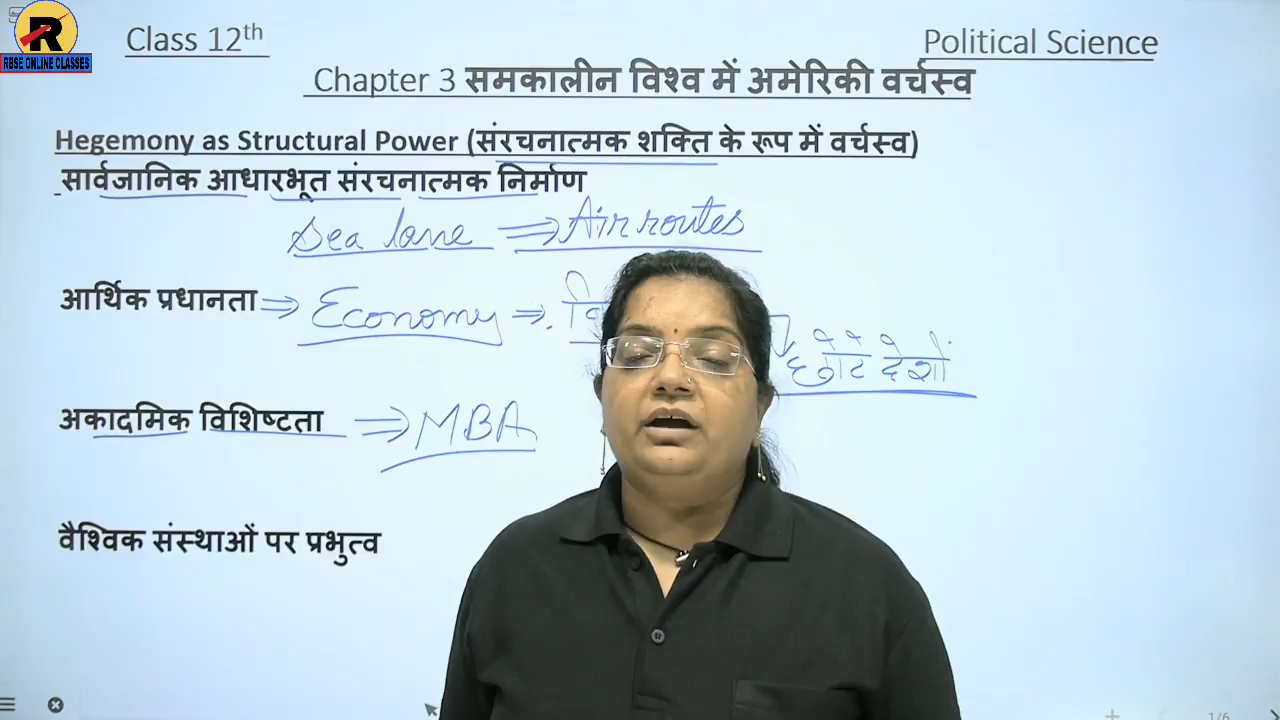 R
RBSE ONLINE CLASSES
Class 12th
Political Science
Chapter 3 समकालीन विश्व में अमेरिकी वर्चस्व
Hegemony as Structural Power (संरचनात्मक शक्ति के रूप में वर्चस्व)
सार्वजानिक आधारभूत संरचनात्मक निर्माण
Sea lane ⇒ Air routes
आर्थिक प्रधानता ⇒ Economy ⇒
छोटे देशों
अकादमिक विशिष्टता ⇒ MBA
वैश्विक संस्थाओं पर प्रभुत्व
1/6